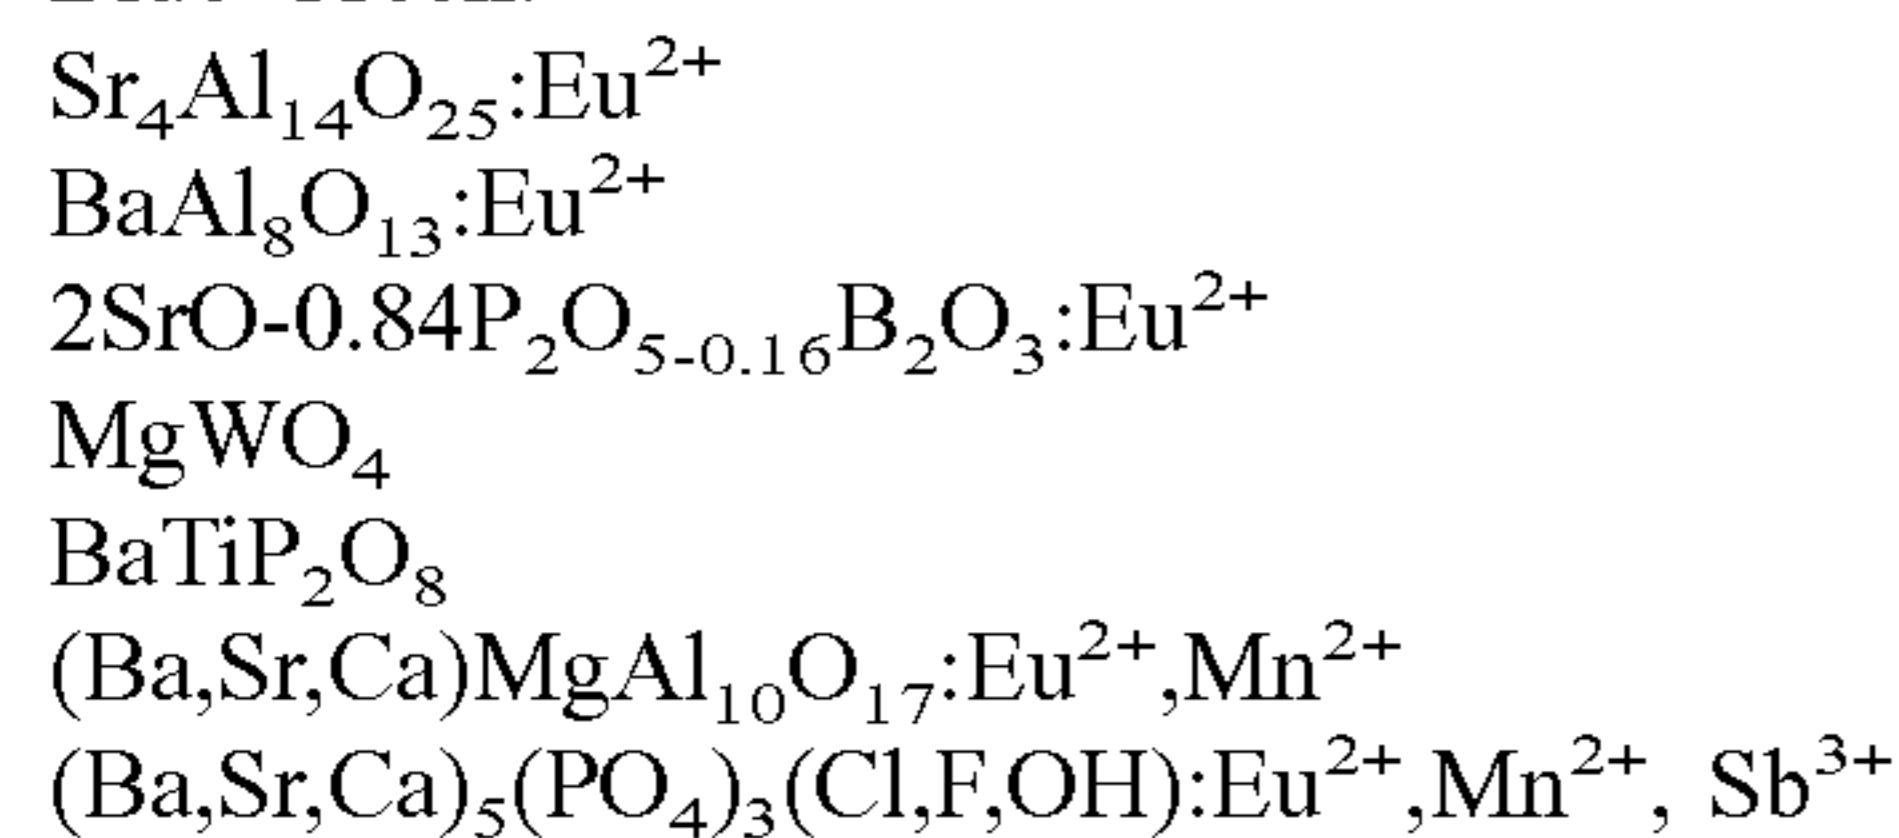 Sr₄Al₁₄O₂₅:Eu²⁺
BaAl₈O₁₃:Eu²⁺
2SrO-0.84P₂O₅₋₀.₁₆B₂O₃:Eu²⁺
MgWO₄
BaTiP₂O₈
(Ba,Sr,Ca)MgAl₁₀O₁₇:Eu²⁺,Mn²⁺
(Ba,Sr,Ca)₅(PO₄)₃(Cl,F,OH):Eu²⁺,Mn²⁺, Sb³⁺